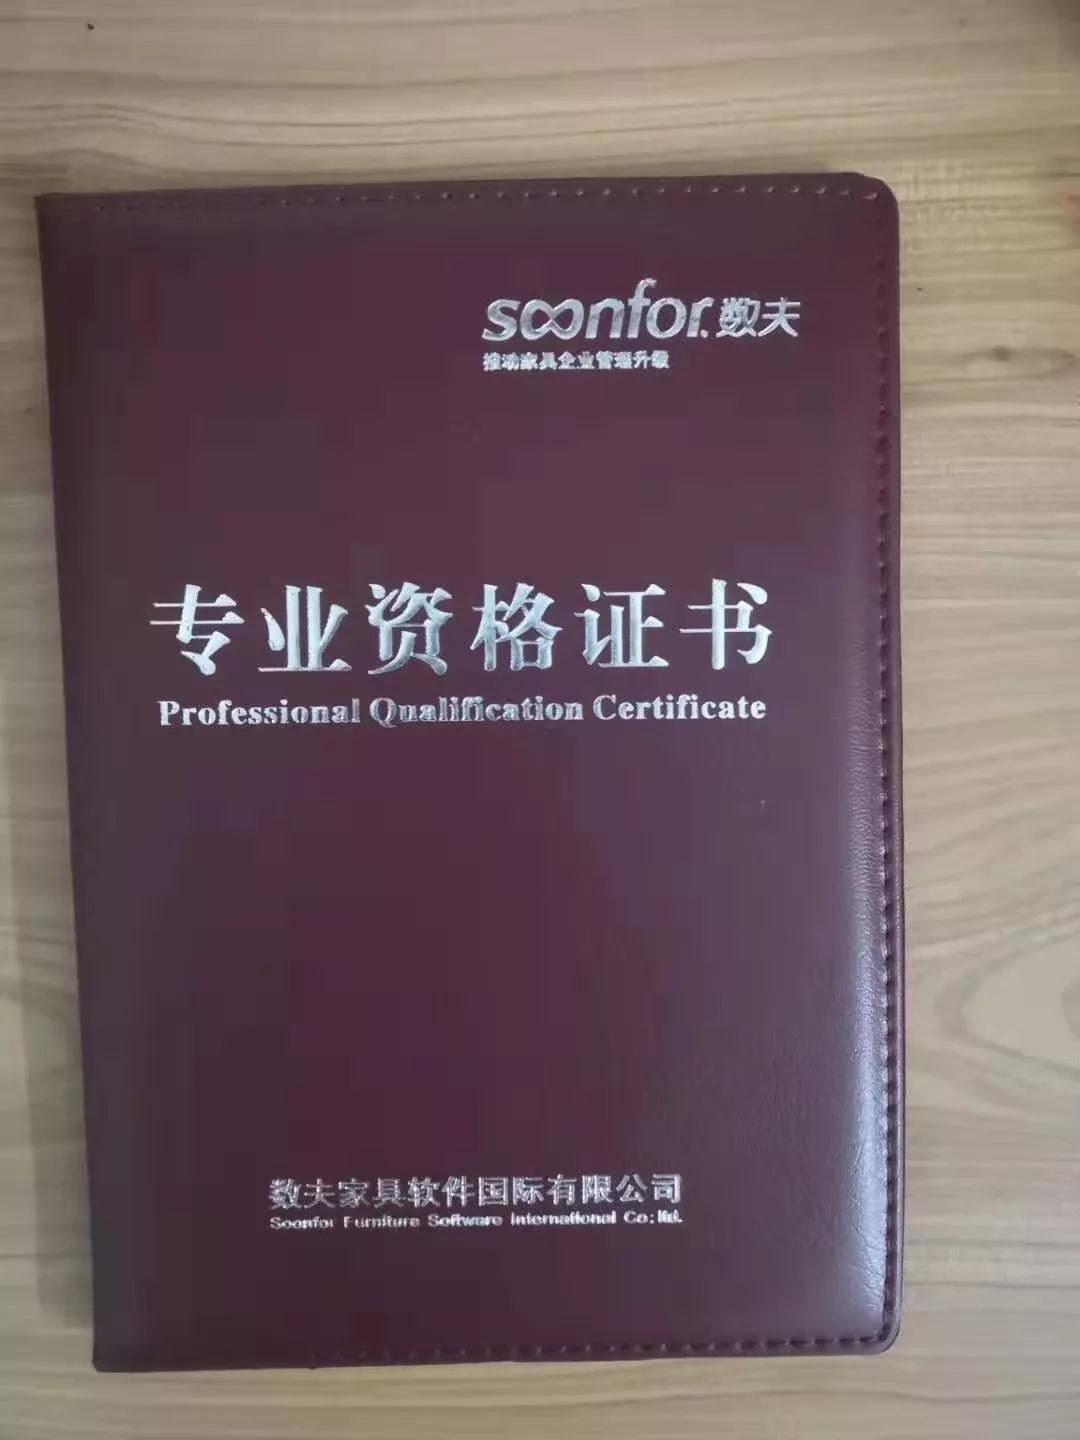 soonfor. 数夫
推动家具企业管理升级
专业资格证书
Professional Qualification Certificate
数夫家具软件国际有限公司
Soonfor Furniture Software International Co; ltd.